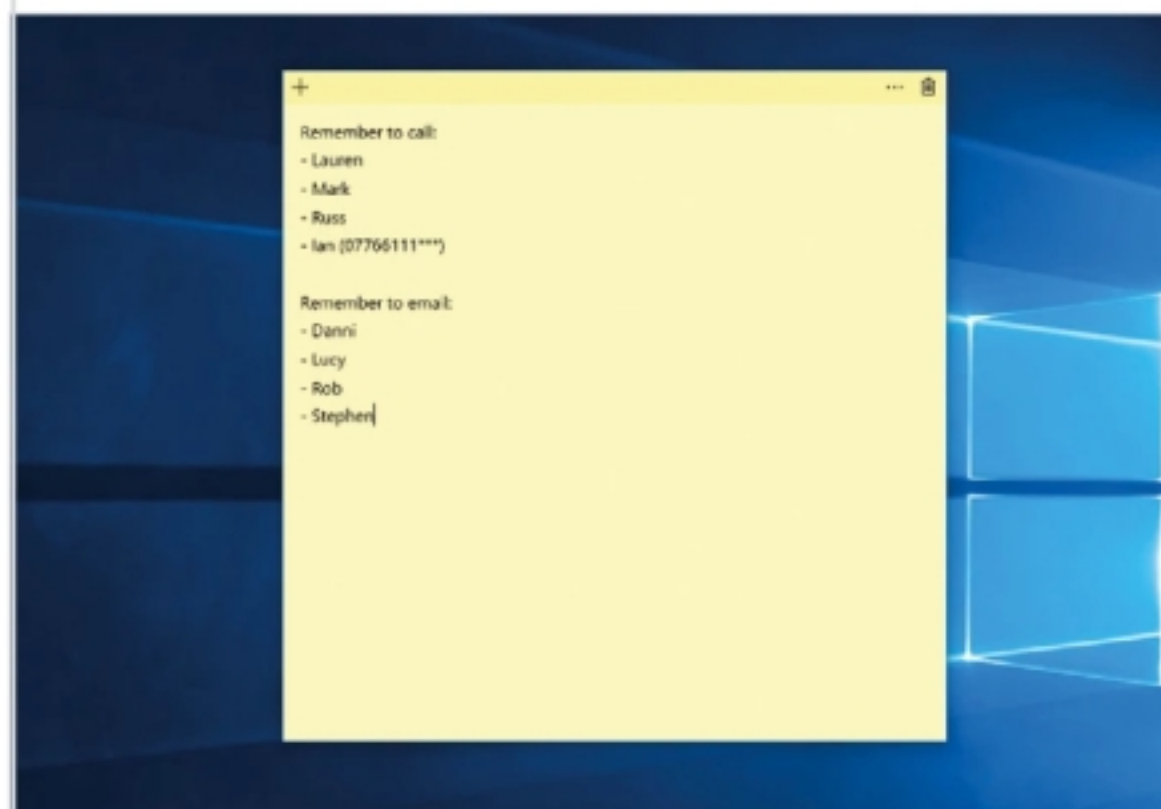 Remember to call:
- Lauren
- Mark
- Russ
- Ian (07766111***)
Remember to email:
- Danni
- Lucy
- Rob
- Stephen